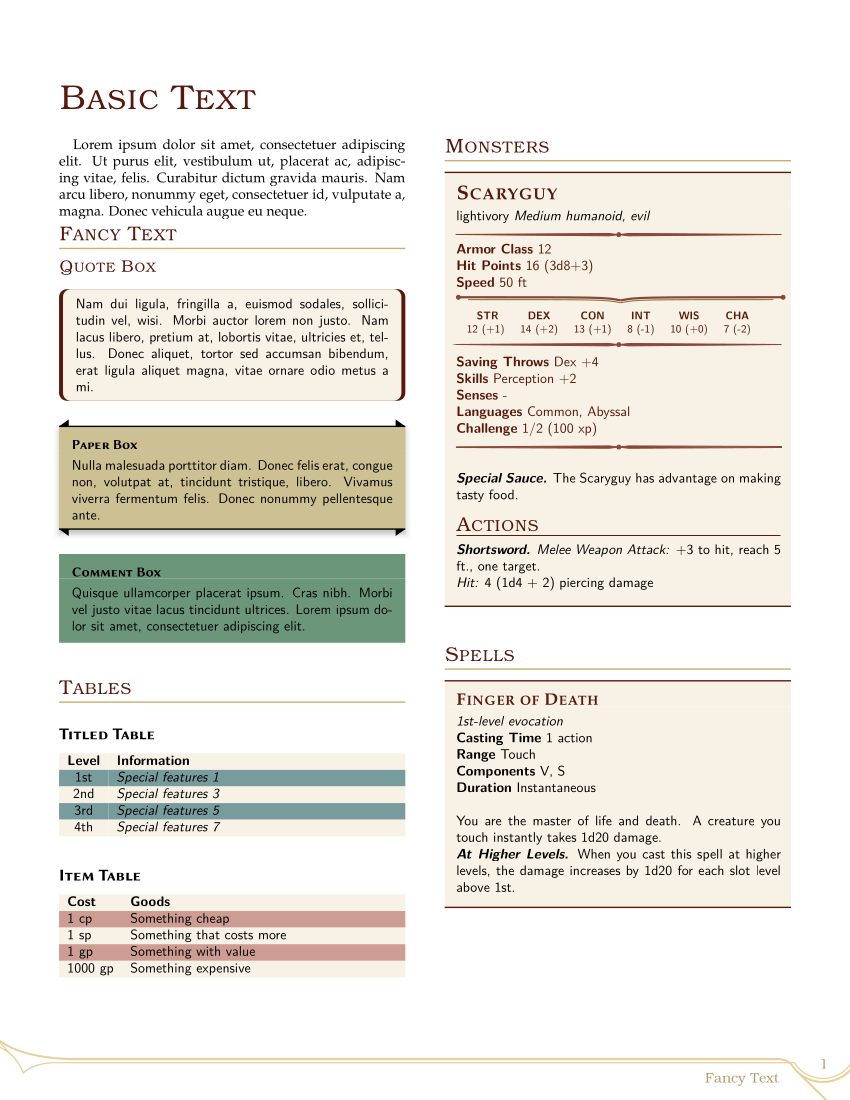 Basic Text
Lorem ipsum dolor sit amet, consectetuer adipiscing
elit. Ut purus elit, vestibulum ut, placerat ac, adipisc-
ing vitae, felis. Curabitur dictum gravida mauris. Nam
arcu libero, nonummy eget, consectetuer id, vulputate a,
magna. Donec vehicula augue eu neque.
Fancy Text
Quote Box
Nam dui ligula, fringilla a, euismod sodales, sollici-
tudin vel, wisi. Morbi auctor lorem non justo. Nam
lacus libero, pretium at, lobortis vitae, ultricies et, tel-
lus. Donec aliquet, tortor sed accumsan bibendum,
erat ligula aliquet magna, vitae ornare odio metus a
mi.
Paper Box
Nulla malesuada porttitor diam. Donec felis erat, congue
non, volutpat at, tincidunt tristique, libero. Vivamus
viverra fermentum felis. Donec nonummy pellentesque
ante.
Comment Box
Quisque ullamcorper placerat ipsum. Cras nibh. Morbi
vel justo vitae lacus tincidunt ultrices. Lorem ipsum do-
lor sit amet, consectetuer adipiscing elit.
Tables
Titled Table
Level Information
1st Special features 1
2nd Special features 3
3rd Special features 5
4th Special features 7
Item Table
Cost Goods
1 cp Something cheap
1 sp Something that costs more
1 gp Something with value
1000 gp Something expensive
Monsters
Scaryguy
lightivory Medium humanoid, evil
Armor Class 12
Hit Points 16 (3d8+3)
Speed 50 ft
STR DEX CON INT WIS CHA
12 (+1) 14 (+2) 13 (+1) 8 (-1) 10 (+0) 7 (-2)
Saving Throws Dex +4
Skills Perception +2
Senses -
Languages Common, Abyssal
Challenge 1/2 (100 xp)
Special Sauce. The Scaryguy has advantage on making
tasty food.
Actions
Shortsword. Melee Weapon Attack: +3 to hit, reach 5
ft., one target.
Hit: 4 (1d4 + 2) piercing damage
Spells
Finger of Death
1st-level evocation
Casting Time 1 action
Range Touch
Components V, S
Duration Instantaneous
You are the master of life and death. A creature you
touch instantly takes 1d20 damage.
At Higher Levels. When you cast this spell at higher
levels, the damage increases by 1d20 for each slot level
above 1st.
1
Fancy Text